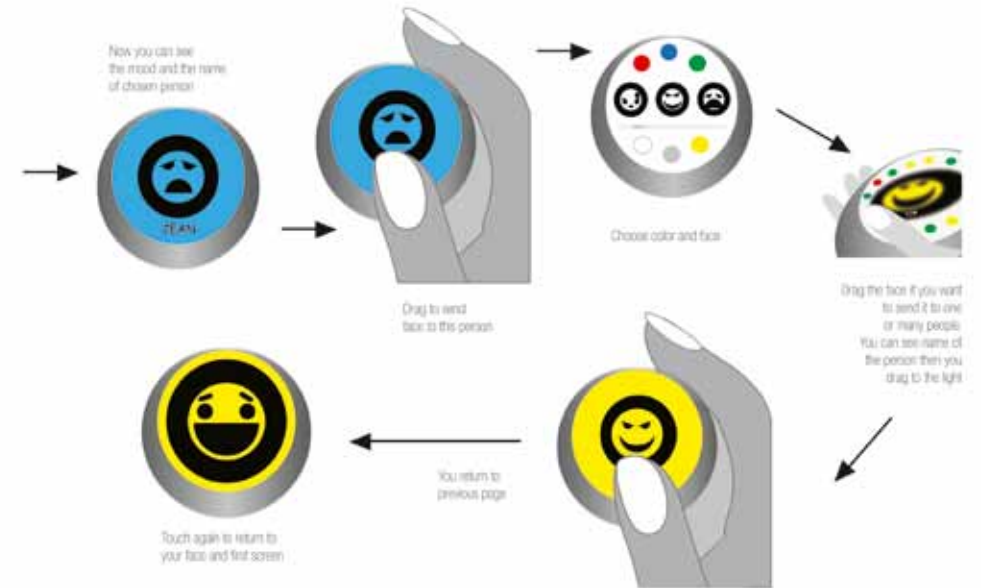 Now you can see
the mood and the name
of chosen person
JEAN
Drag to send
face to this person
Choose color and face
Drag the face if you want
to send it to one
or many people.
You can see name of
the person then you
drag to the light
You return to
previous page
Touch again to return to
your face and first screen